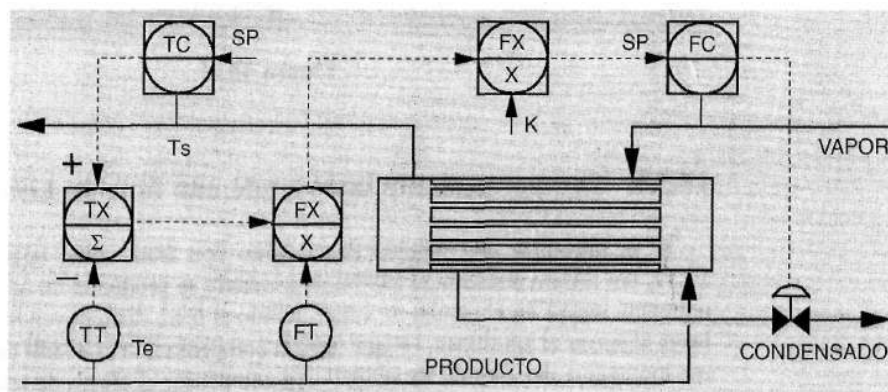 TC
SP
FX
X
SP
FC
K
Ts
VAPOR
+
TX
Σ
FX
X
−
TT
Te
FT
PRODUCTO
CONDENSADO